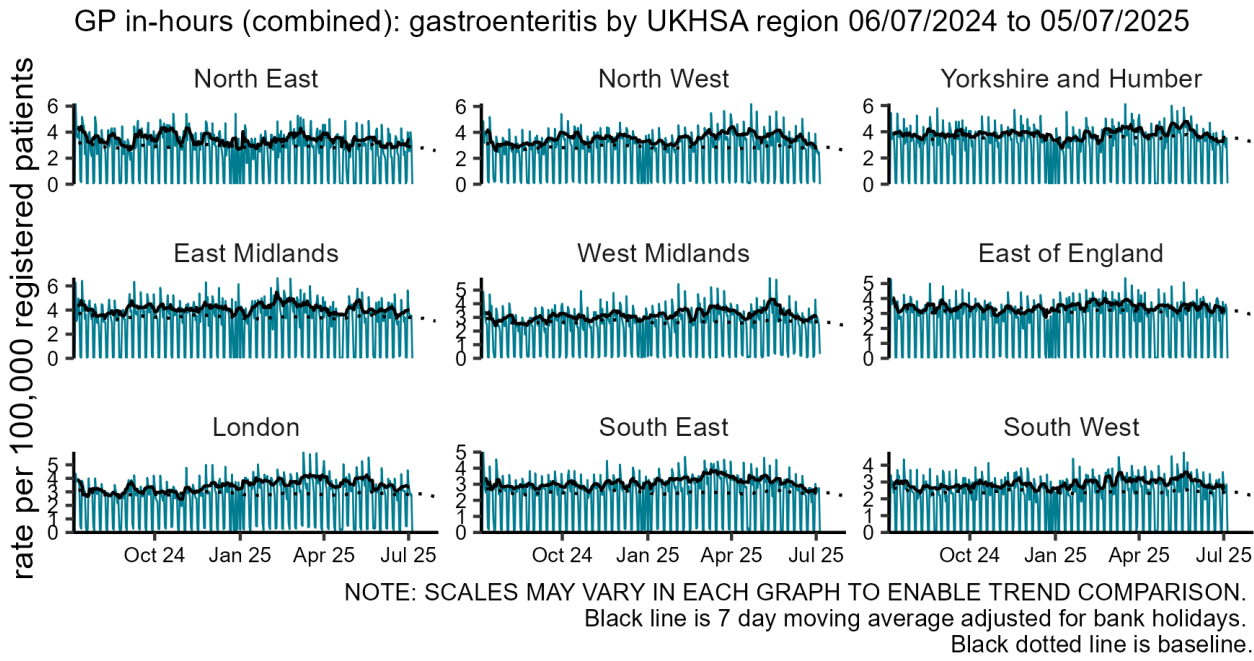 GP in-hours (combined): gastroenteritis by UKHSA region 06/07/2024 to 05/07/2025
rate per 100,000 registered patients
North East
6
4
2
0
North West
6
4
2
0
Yorkshire and Humber
6
4
2
0
East Midlands
6
4
2
0
West Midlands
5
4
3
2
1
0
East of England
5
4
3
2
1
0
London
5
4
3
2
1
0
Oct 24 Jan 25 Apr 25 Jul 25
South East
5
4
3
2
1
0
Oct 24 Jan 25 Apr 25 Jul 25
South West
4
3
2
1
0
Oct 24 Jan 25 Apr 25 Jul 25
NOTE: SCALES MAY VARY IN EACH GRAPH TO ENABLE TREND COMPARISON.
Black line is 7 day moving average adjusted for bank holidays.
Black dotted line is baseline.